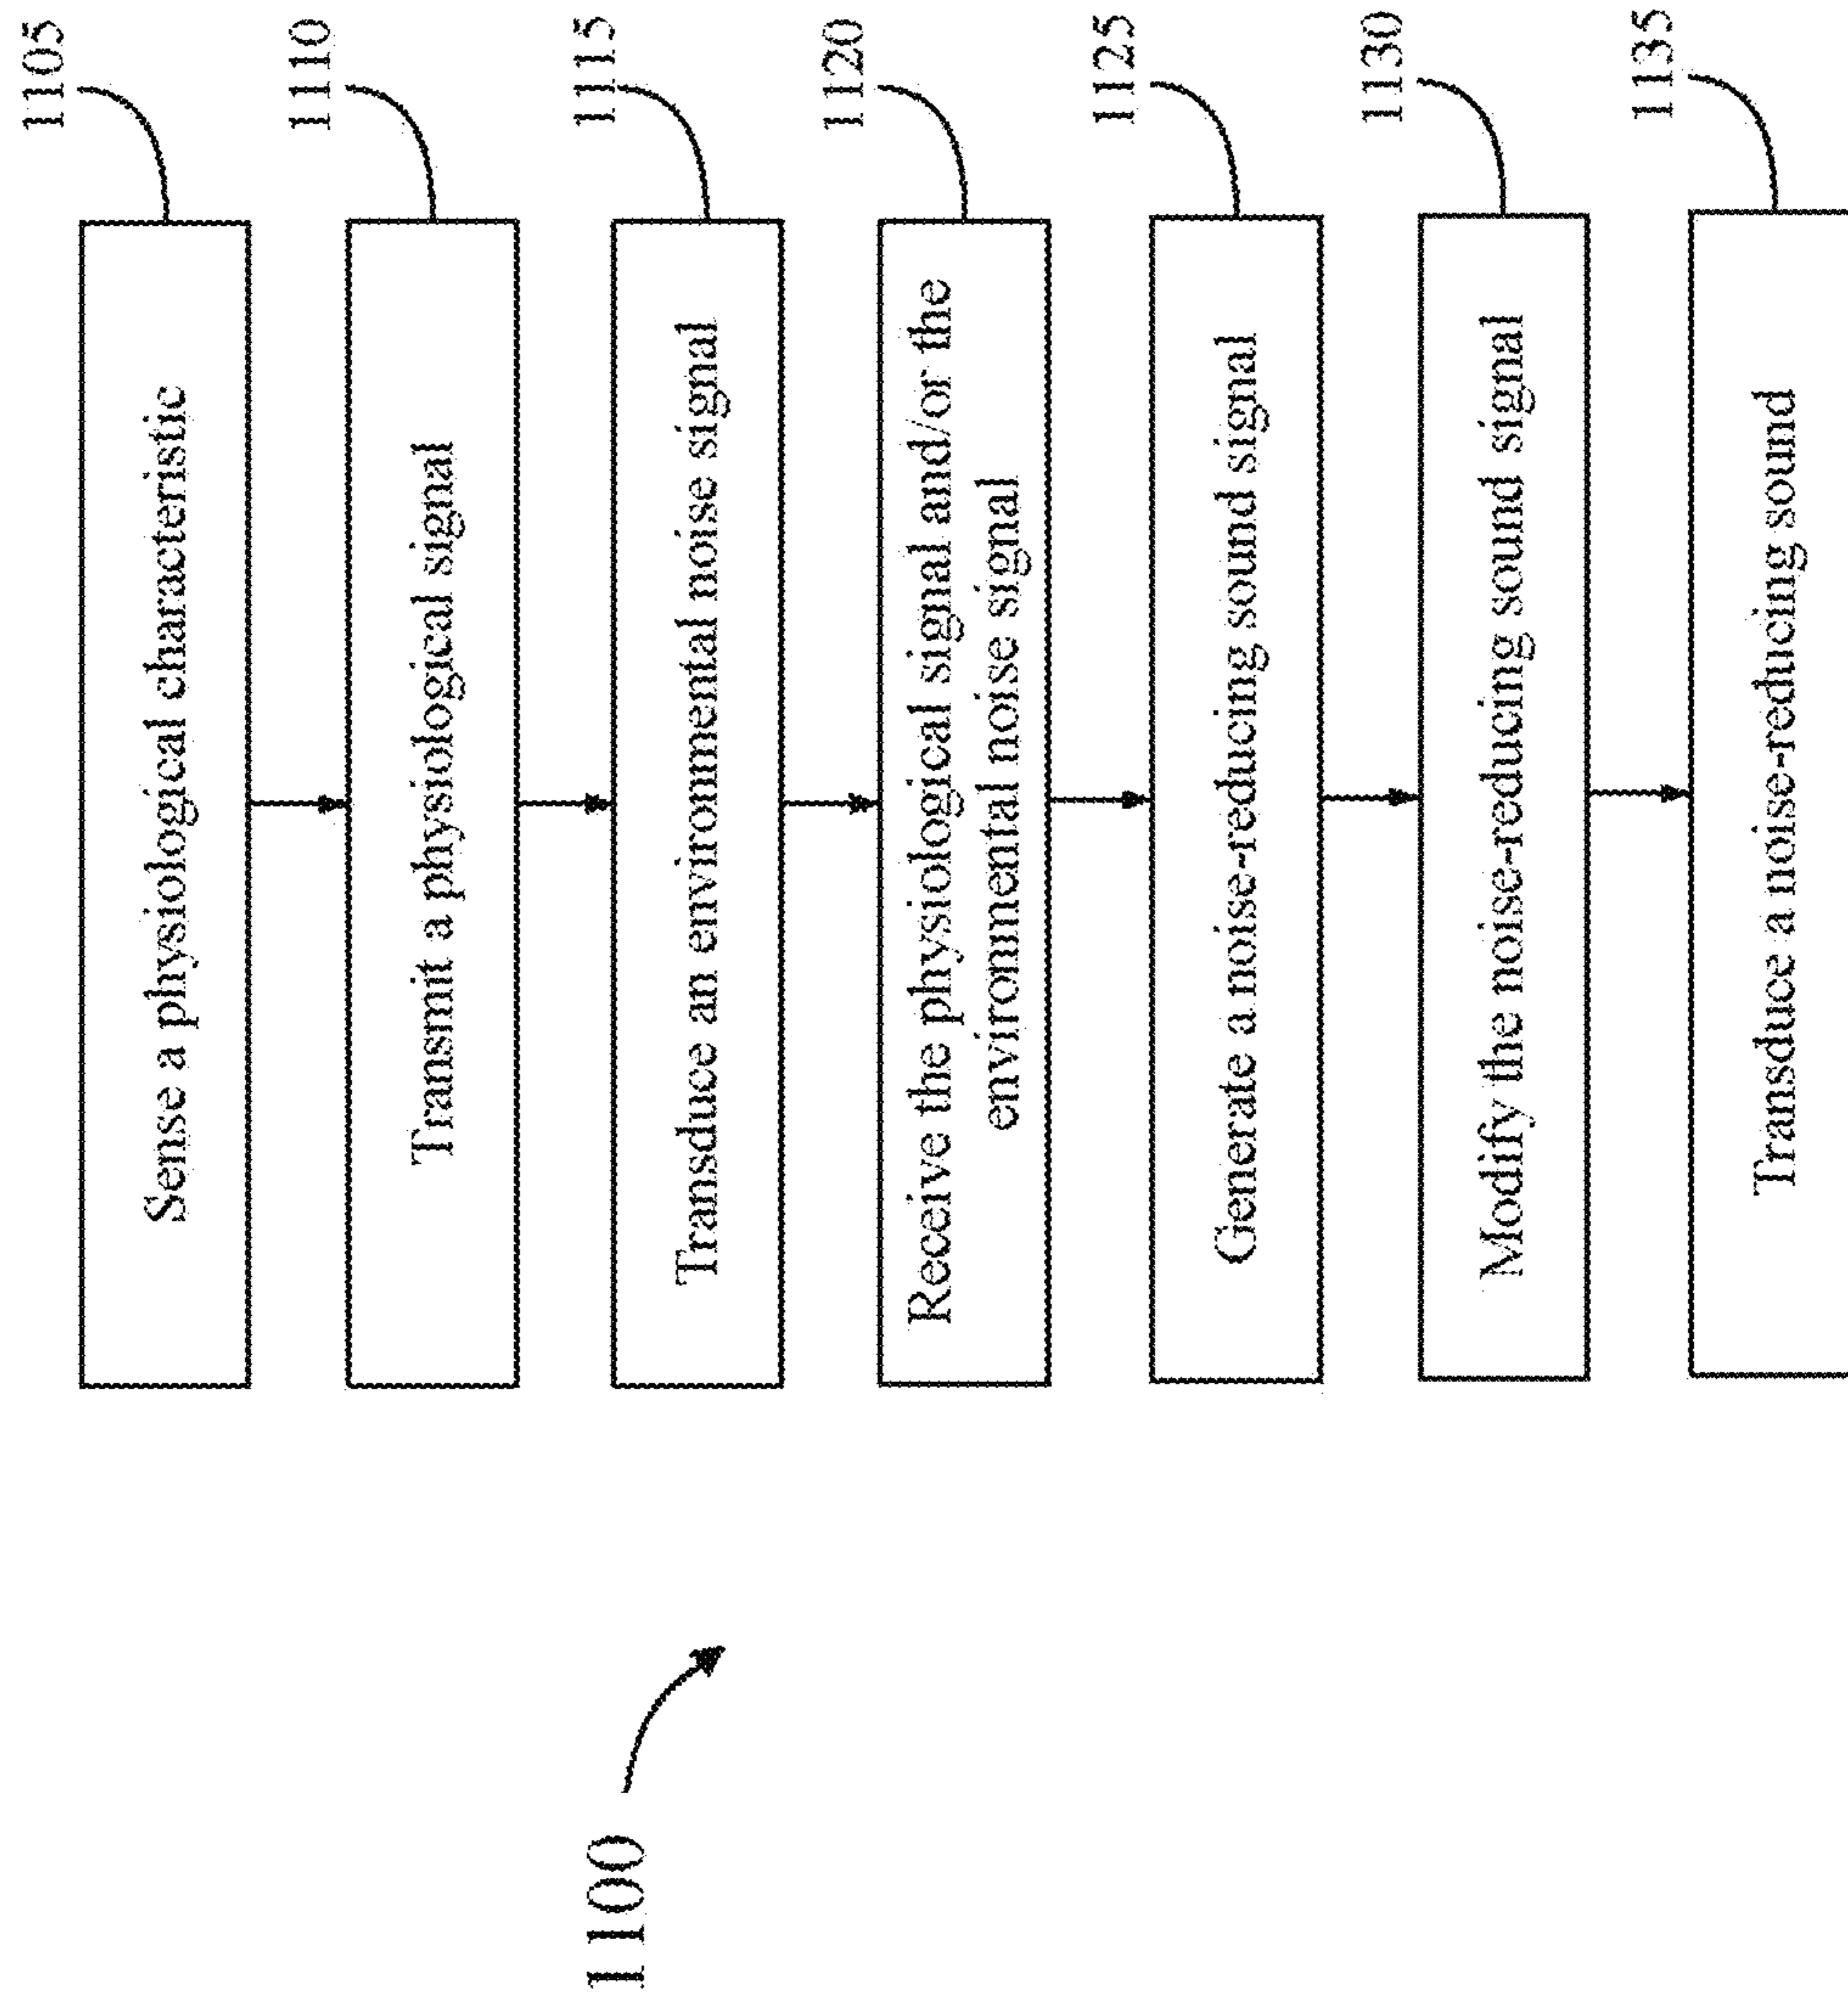 1100
Sense a physiological characteristic
1105
Transmit a physiological signal
1110
Transduce an environmental noise signal
1115
Receive the physiological signal and/or the
environmental noise signal
1120
Generate a noise-reducing sound signal
1125
Modify the noise-reducing sound signal
1130
Transduce a noise-reducing sound
1135